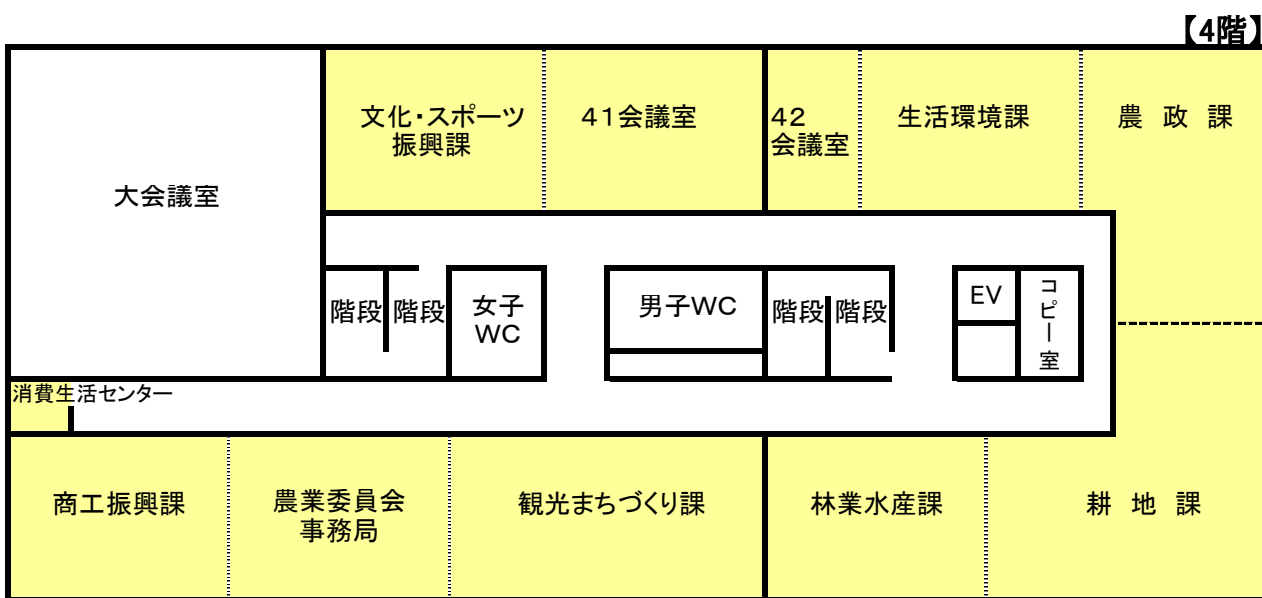 【4階】
文化・スポーツ
振興課
41会議室
42
会議室
生活環境課
農 政 課
大会議室
階段
階段
女子
WC
男子WC
階段
階段
EV
コピー室
消費生活センター
商工振興課
農業委員会
事務局
観光まちづくり課
林業水産課
耕 地 課